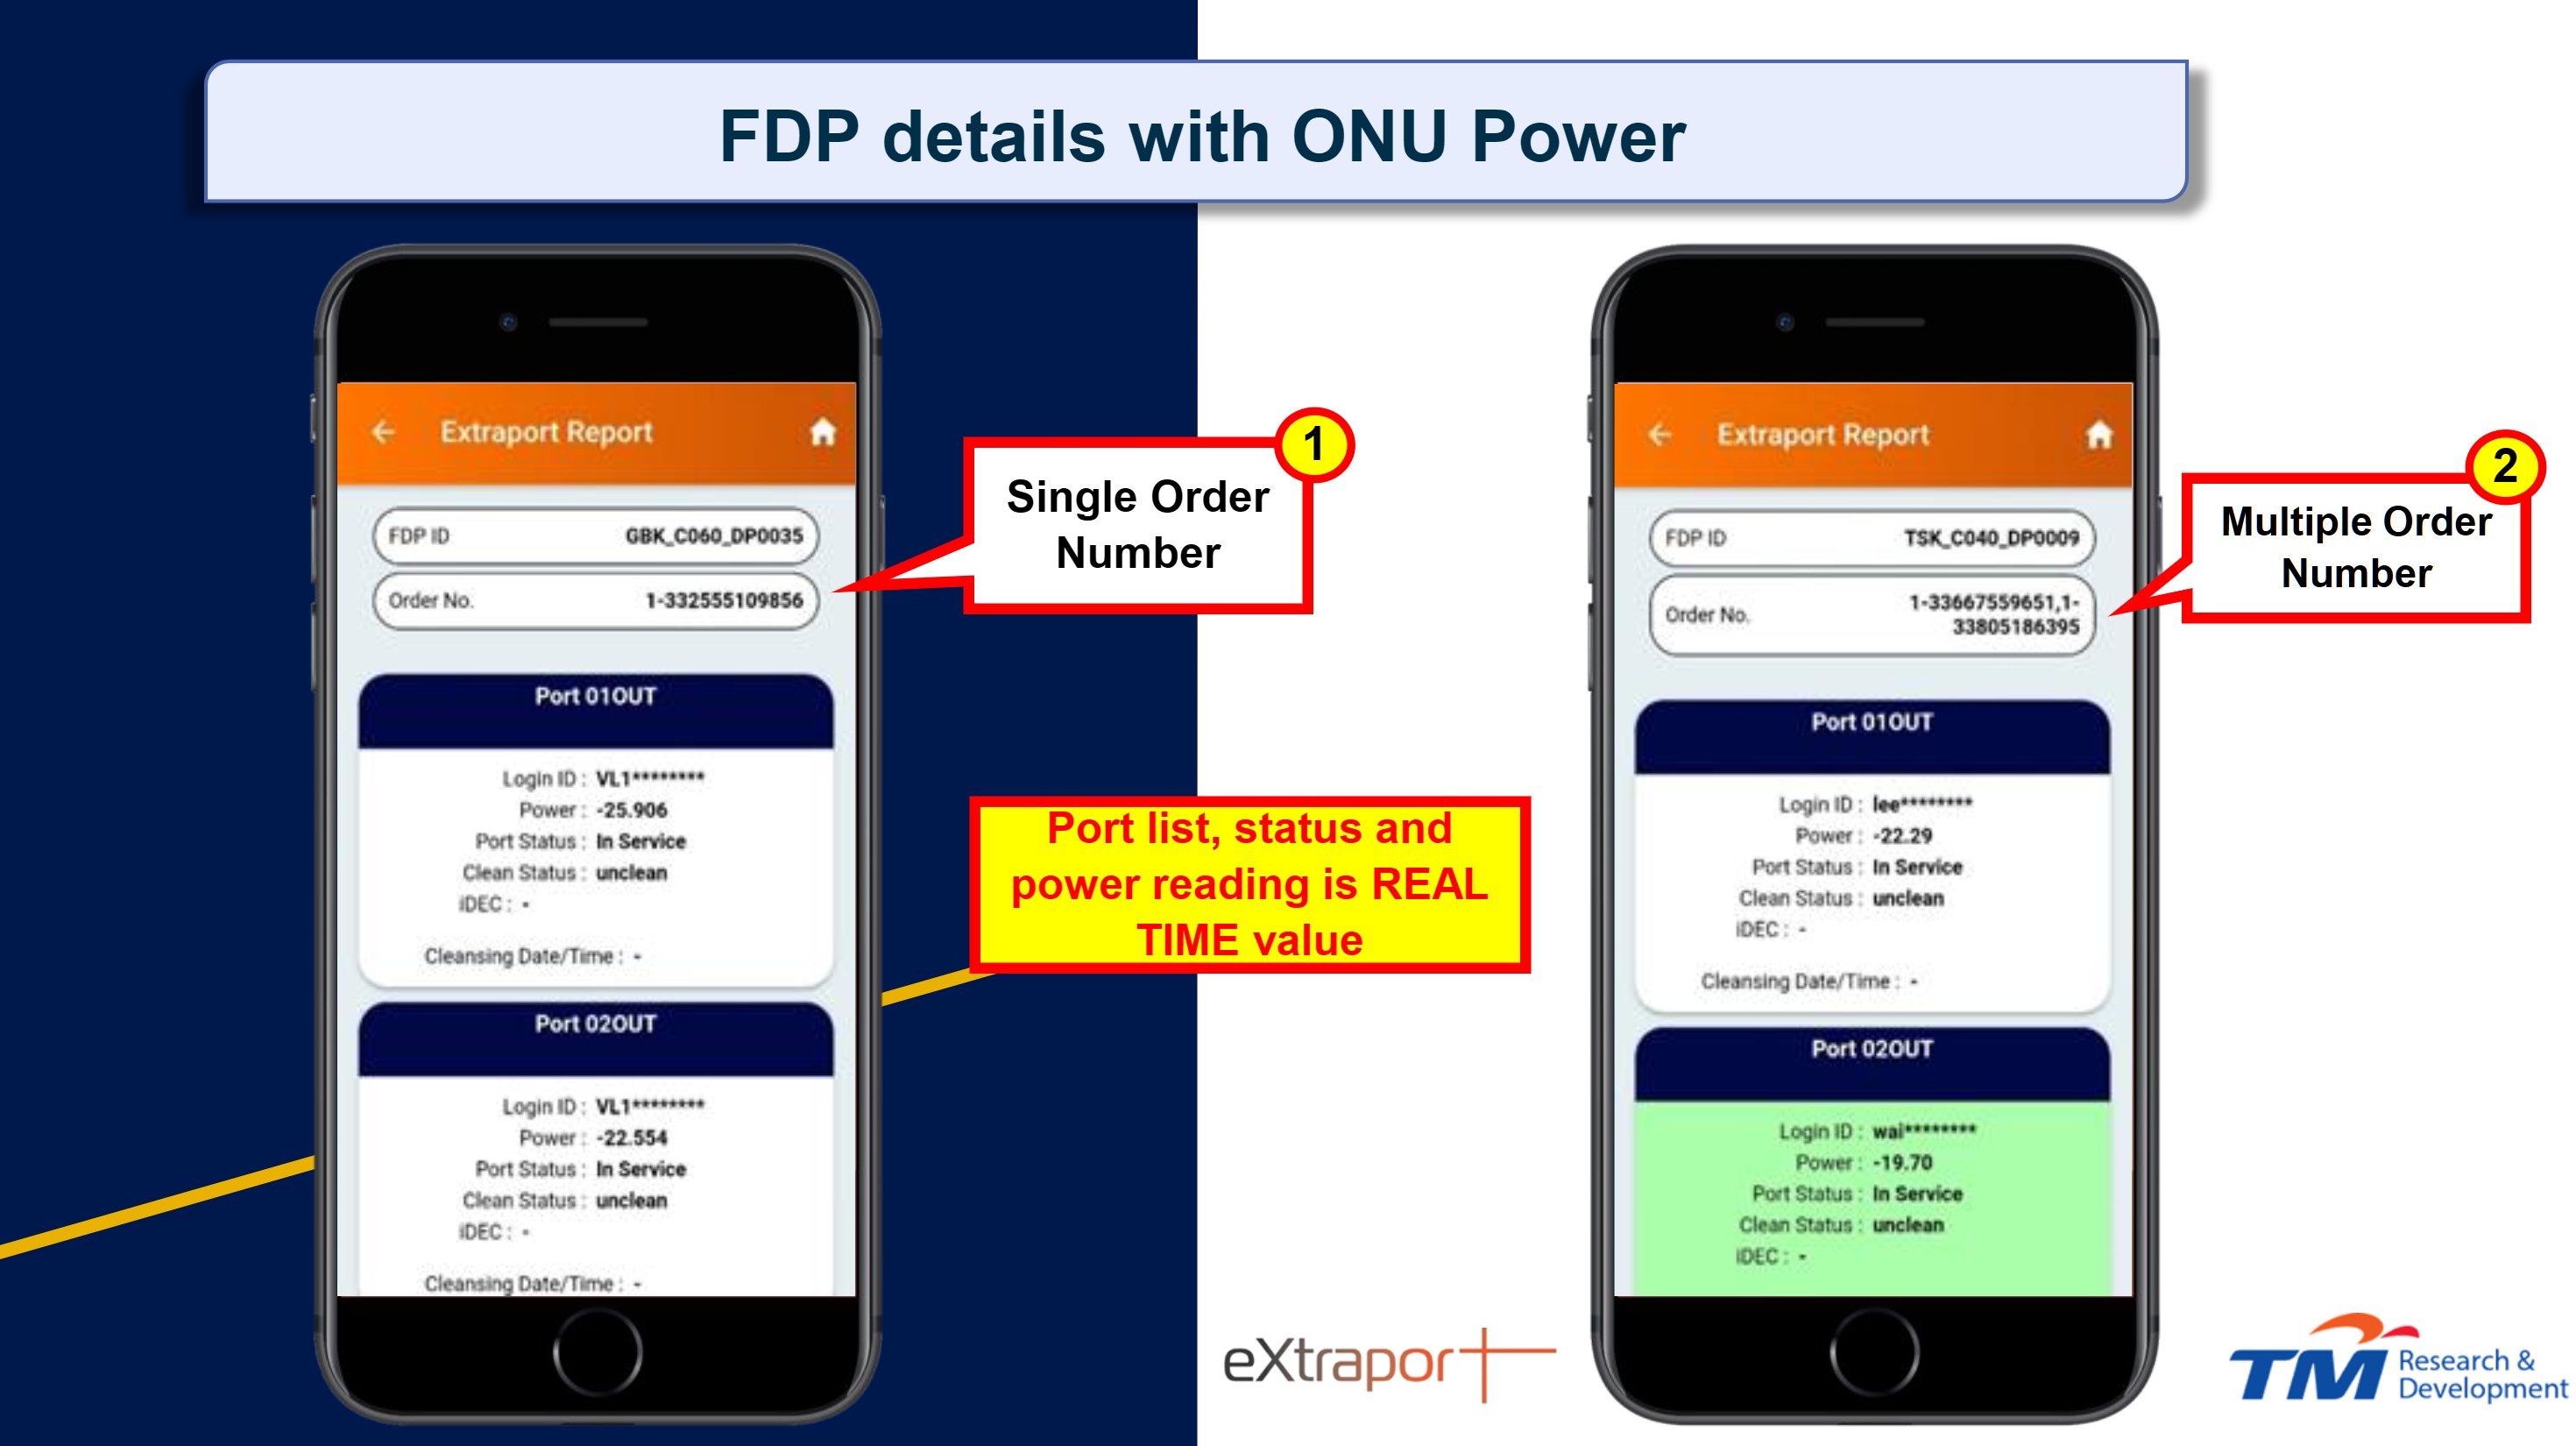 FDP details with ONU Power
Extraport Report
FDP ID GBK_C060_DP0035
Order No. 1-332555109856
Port 01OUT
Login ID : VL1********
Power : -25.906
Port Status : In Service
Clean Status : unclean
iDEC : -
Cleansing Date/Time : -
Port 02OUT
Login ID : VL1********
Power : -22.554
Port Status : In Service
Clean Status : unclean
iDEC : -
Cleansing Date/Time : -
1
Single Order
Number
Port list, status and
power reading is REAL
TIME value
Extraport Report
FDP ID TSK_C040_DP0009
Order No. 1-33667559651,1-
33805186395
Port 01OUT
Login ID : lee********
Power : -22.29
Port Status : In Service
Clean Status : unclean
iDEC : -
Cleansing Date/Time : -
Port 02OUT
Login ID : wai********
Power : -19.70
Port Status : In Service
Clean Status : unclean
iDEC : -
2
Multiple Order
Number
eXtraport
TM Research &
Development